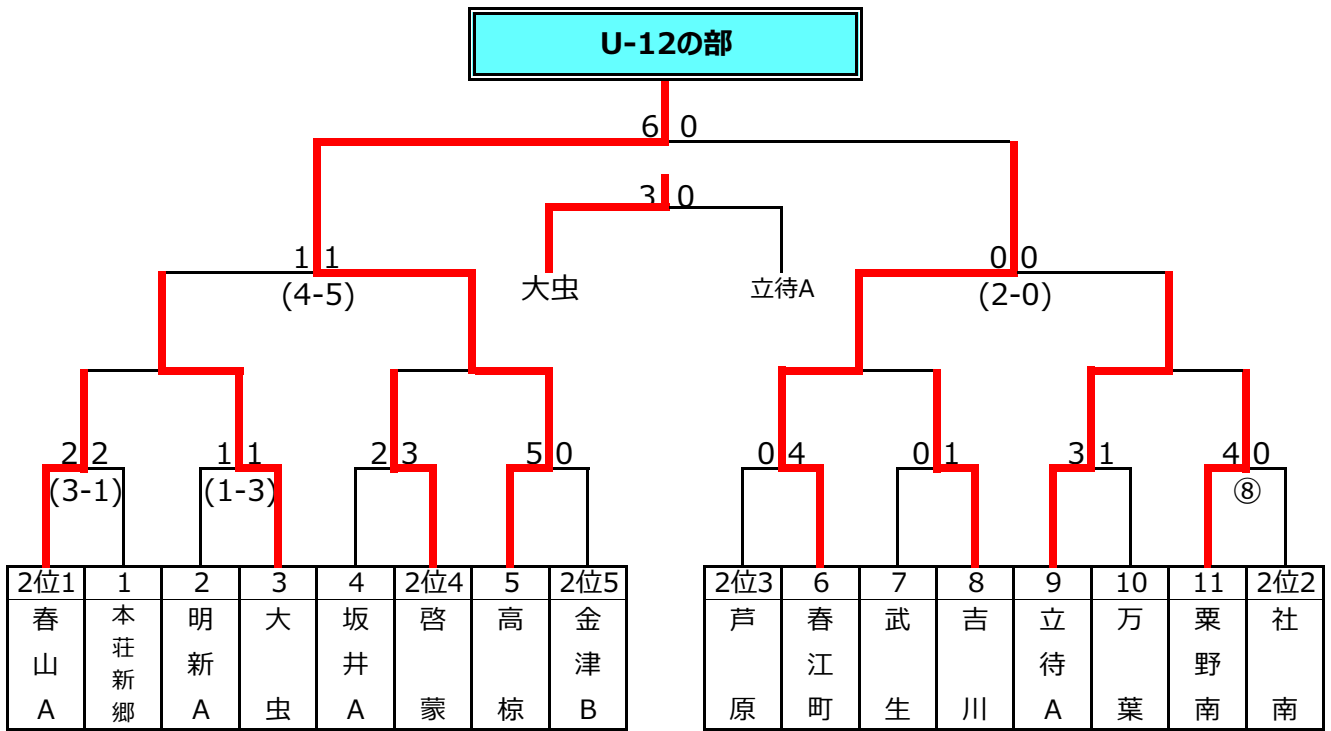 U-12の部
6 0
3 0
1 1
(4-5)
大虫
立待A
0 0
(2-0)
2 2
(3-1)
1 1
(1-3)
2 3
5 0
0 4
0 1
3 1
4 0
⑧
2位1 1 2 3 4 2位4 5 2位5
春山A 本荘新郷 明新A 大虫 坂井A 啓蒙 高椋 金津B
2位3 6 7 8 9 10 11 2位2
芦原 春江町 武生 吉川 立待A 万葉 粟野南 社南